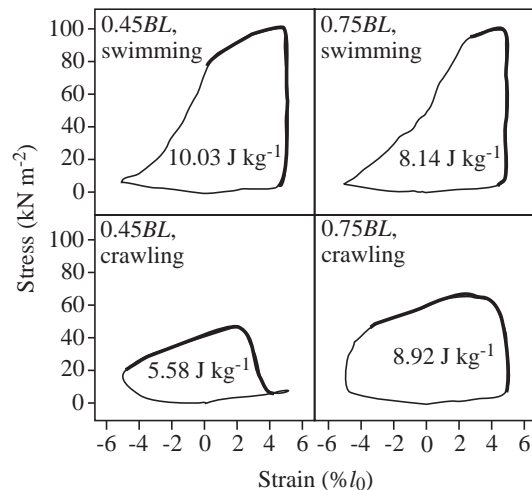 0.45BL,
swimming
10.03 J kg⁻¹
0.75BL,
swimming
8.14 J kg⁻¹
100
80
60
40
20
0
Stress (kN m⁻²)
0.45BL,
crawling
5.58 J kg⁻¹
0.75BL,
crawling
8.92 J kg⁻¹
100
80
60
40
20
0
-6 -4 -2 0 2 4 6
-6 -4 -2 0 2 4 6
Strain (%l₀)